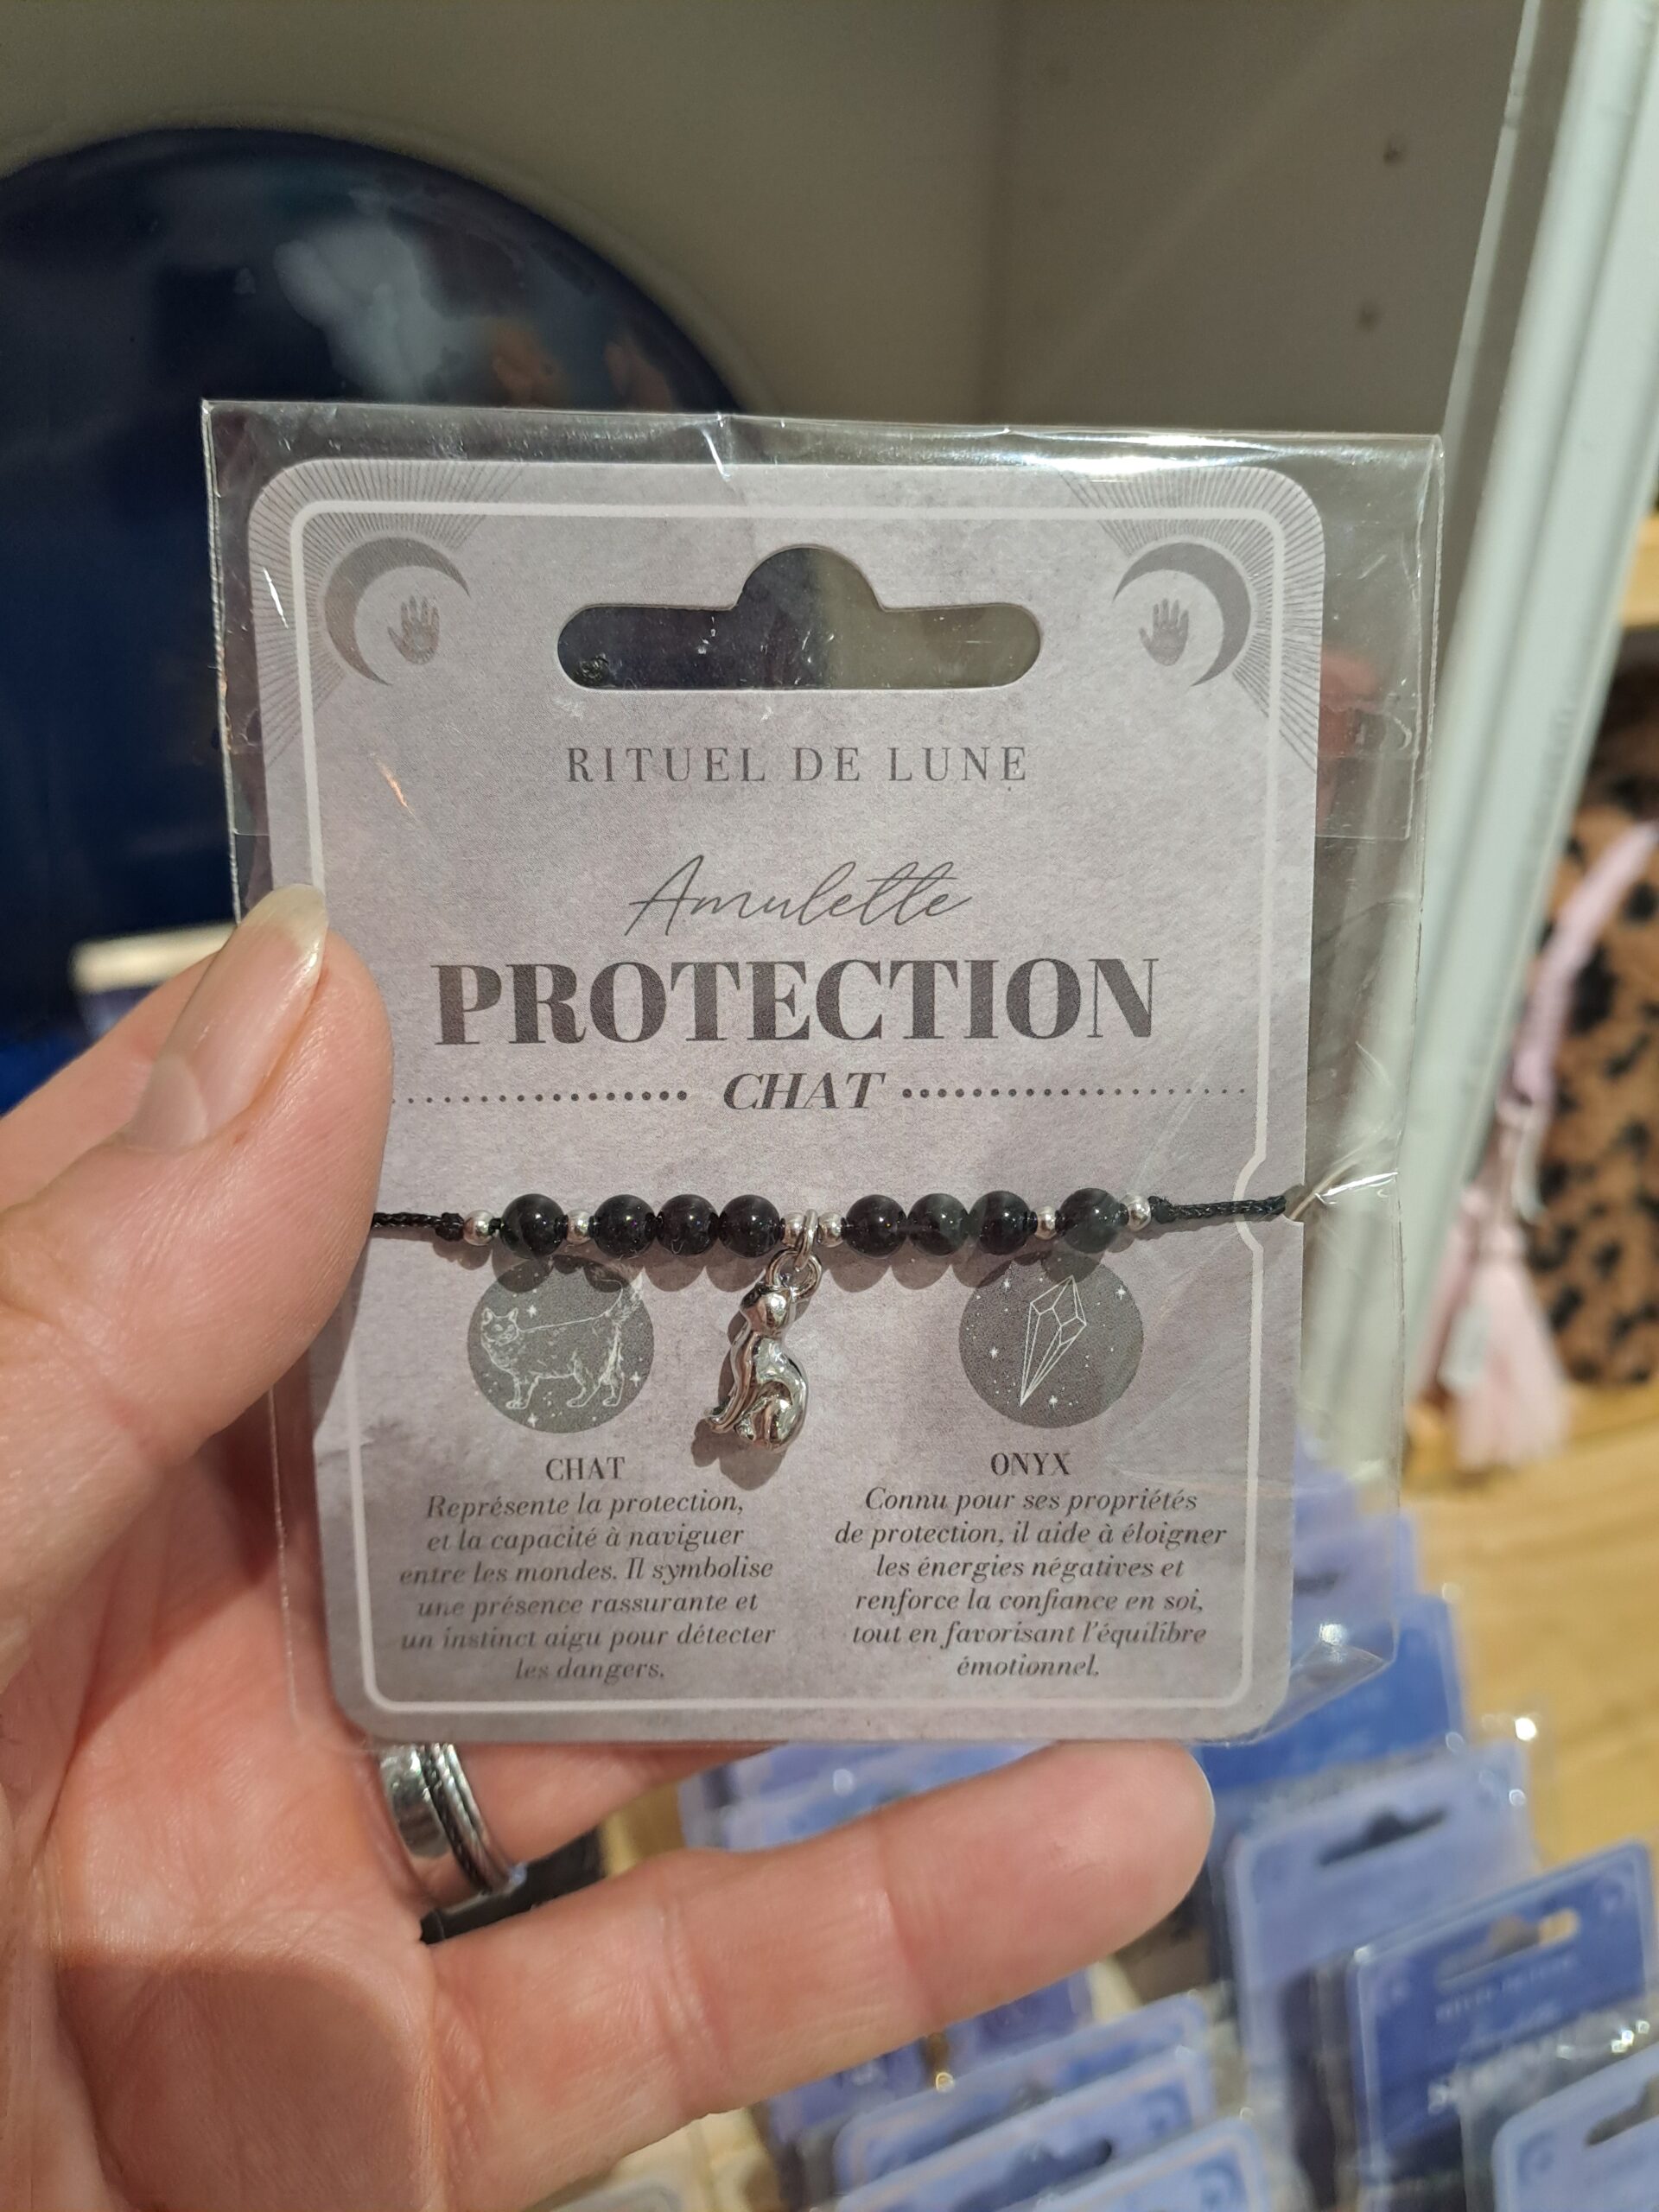 RITUEL DE LUNE
Amulette
PROTECTION
CHAT
CHAT
Représente la protection,
et la capacité à naviguer
entre les mondes. Il symbolise
une présence rassurante et
un instinct aigu pour détecter
les dangers.
ONYX
Connu pour ses propriétés
de protection, il aide à éloigner
les énergies négatives et
renforce la confiance en soi,
tout en favorisant l'équilibre
émotionnel.